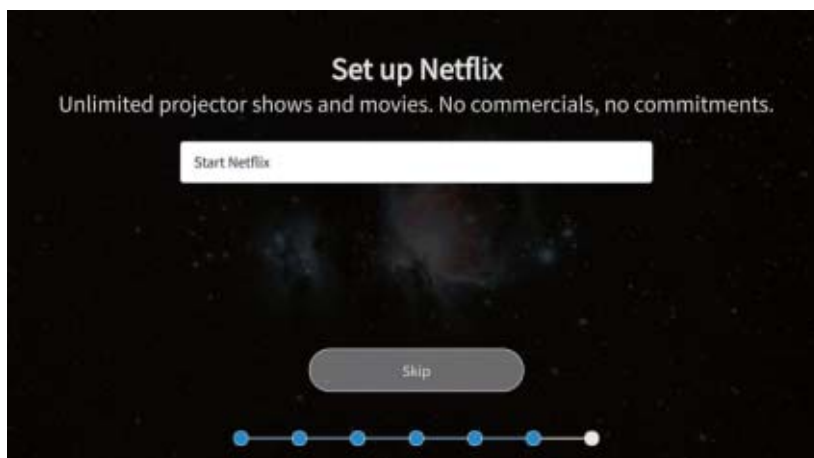 Set up Netflix
Unlimited projector shows and movies. No commercials, no commitments.
Start Netflix
Skip